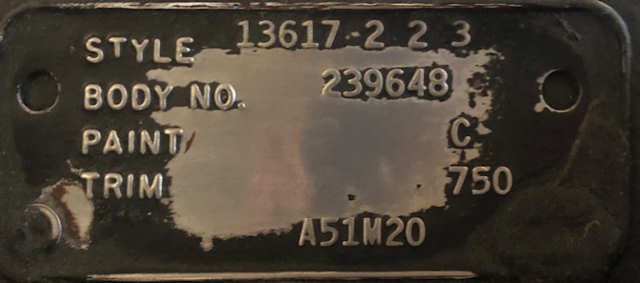 STYLE 13617-2 2 3
BODY NO. 239648
PAINT C
TRIM 750
A51M20